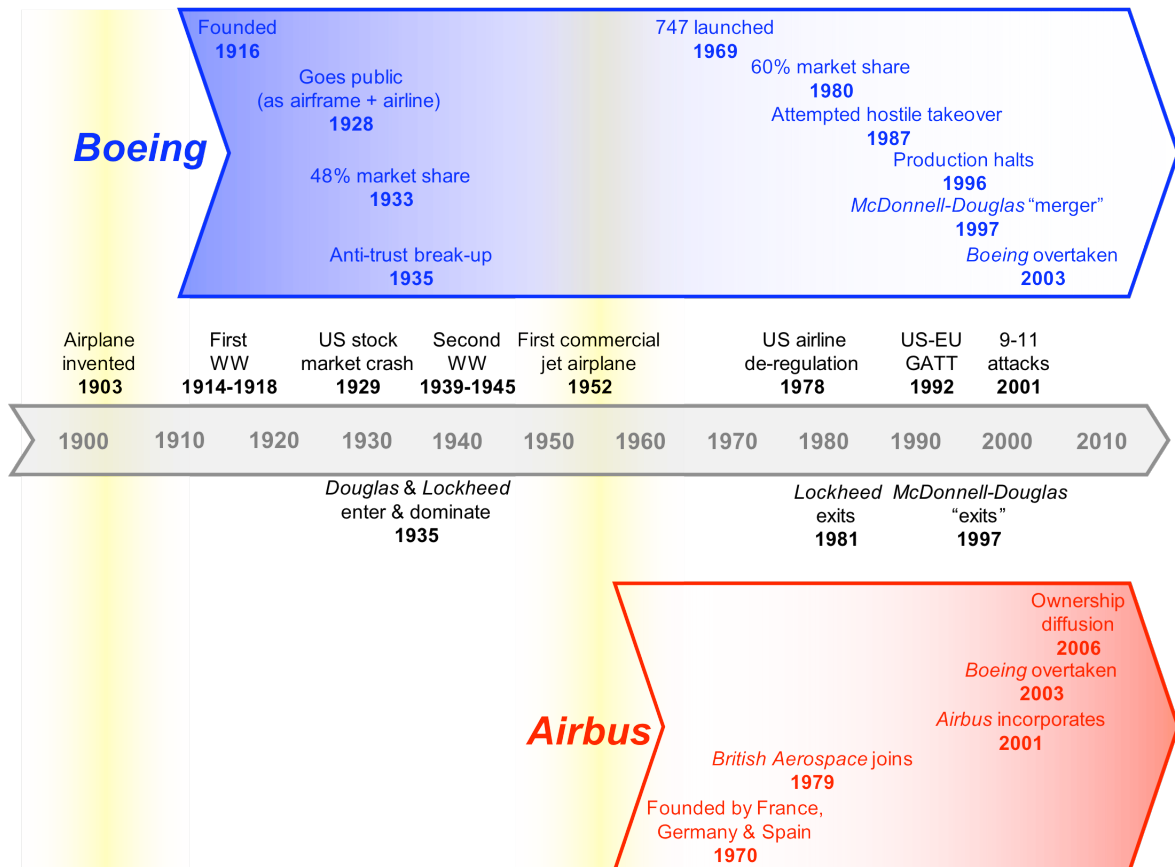 Founded
1916
Goes public
(as airframe + airline)
1928
48% market share
1933
Anti-trust break-up
1935
Boeing
747 launched
1969
60% market share
1980
Attempted hostile takeover
1987
Production halts
1996
McDonnell-Douglas “merger”
1997
Boeing overtaken
2003
Airplane
invented
1903
First
WW
1914-1918
US stock
market crash
1929
Second
WW
1939-1945
First commercial
jet airplane
1952
US airline
de-regulation
1978
US-EU
GATT
1992
9-11
attacks
2001
1900 1910 1920 1930 1940 1950 1960 1970 1980 1990 2000 2010
Douglas & Lockheed
enter & dominate
1935
Lockheed
exits
1981
McDonnell-Douglas
“exits”
1997
Ownership
diffusion
2006
Boeing overtaken
2003
Airbus incorporates
2001
Airbus
British Aerospace joins
1979
Founded by France,
Germany & Spain
1970